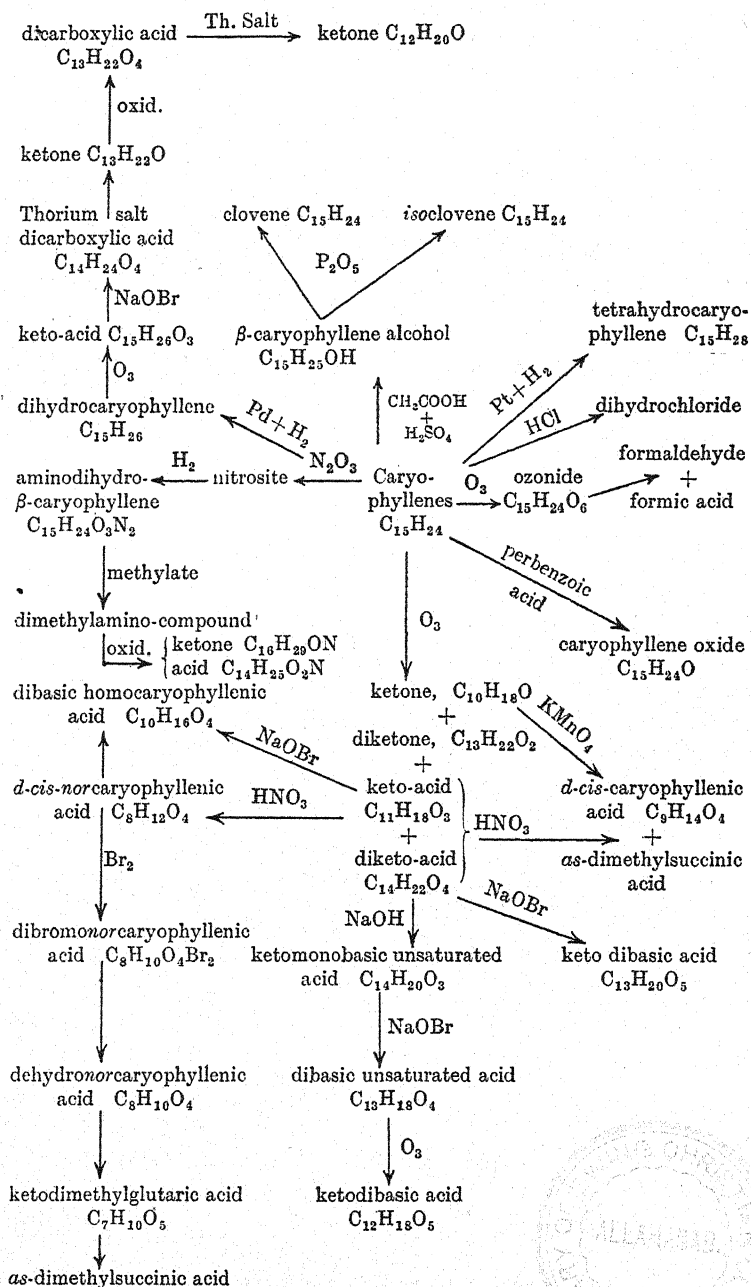 dicarboxylic acid Th. Salt ketone C₁₂H₂₀O
C₁₃H₂₂O₄
oxid.
ketone C₁₃H₂₂O
Thorium salt
dicarboxylic acid
C₁₄H₂₄O₄
clovene C₁₅H₂₄ isoclovene C₁₅H₂₄
P₂O₅
NaOBr
keto-acid C₁₅H₂₆O₃
β-caryophyllene alcohol
C₁₅H₂₅OH
tetrahydrocaryo-
phyllene C₁₅H₂₈
O₃
dihydrocaryophyllene
C₁₅H₂₆
Pd+H₂
CH₃COOH
+
H₂SO₄
Pt+H₂
HCl
dihydrochloride
aminodihydro-
β-caryophyllene
C₁₅H₂₄O₃N₂
H₂
nitrosite
N₂O₃
Caryo-
phyllenes
C₁₅H₂₄
O₃
ozonide
C₁₅H₂₄O₆
formaldehyde
+
formic acid
methylate
perbenzoic
acid
dimethylamino-compound
oxid.
ketone C₁₆H₂₉ON
acid C₁₄H₂₅O₂N
O₃
caryophyllene oxide
C₁₅H₂₄O
dibasic homocaryophyllenic
acid C₁₀H₁₆O₄
ketone, C₁₀H₁₈O
+
diketone, C₁₃H₂₂O₂
+
KMnO₄
NaOBr
d-cis-norcaryophyllenic
acid C₈H₁₂O₄
HNO₃
keto-acid
C₁₁H₁₈O₃
+
diketo-acid
C₁₄H₂₂O₄
HNO₃
d-cis-caryophyllenic
acid C₉H₁₄O₄
+
as-dimethylsuccinic
acid
Br₂
NaOH
NaOBr
dibromonorcaryophyllenic
acid C₈H₁₀O₄Br₂
ketomonobasic unsaturated
acid C₁₄H₂₀O₃
keto dibasic acid
C₁₃H₂₀O₅
NaOBr
dehydronorcaryophyllenic
acid C₈H₁₀O₄
dibasic unsaturated acid
C₁₃H₁₈O₄
O₃
ketodimethylglutaric acid
C₇H₁₀O₅
ketodibasic acid
C₁₂H₁₈O₅
as-dimethylsuccinic acid